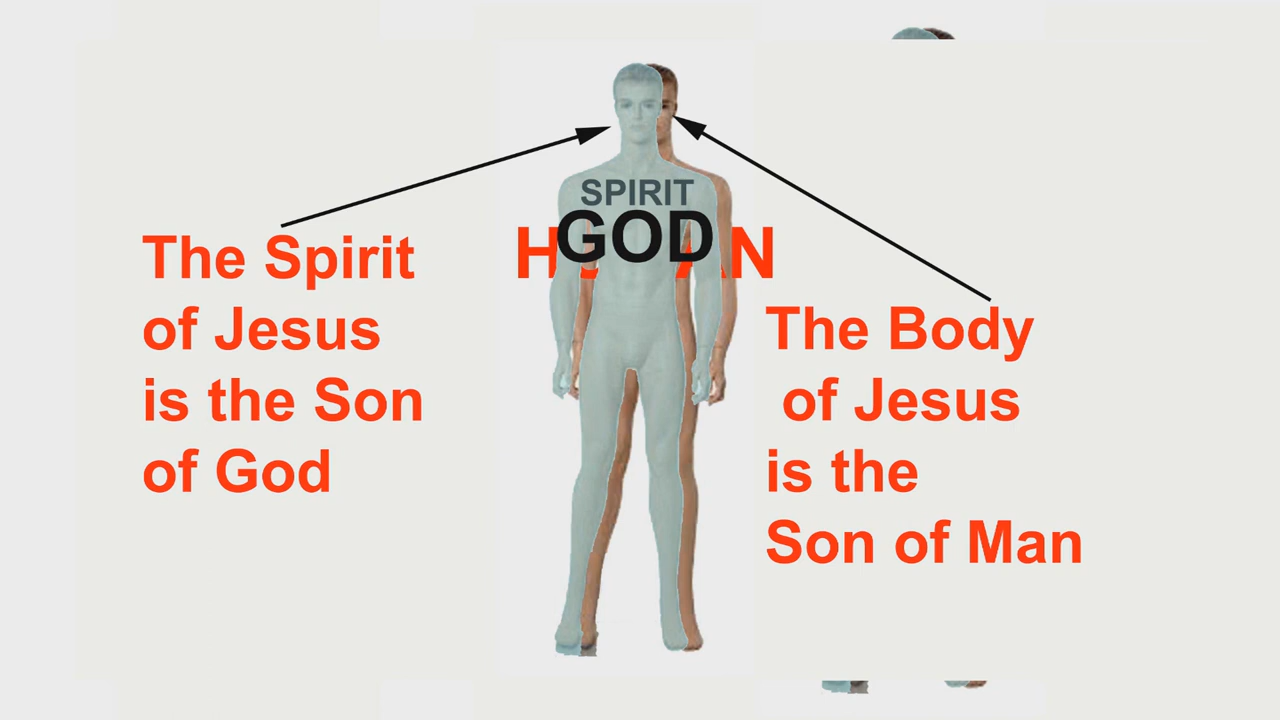 SPIRIT
GOD
The Spirit
of Jesus
is the Son
of God
The Body
of Jesus
is the
Son of Man